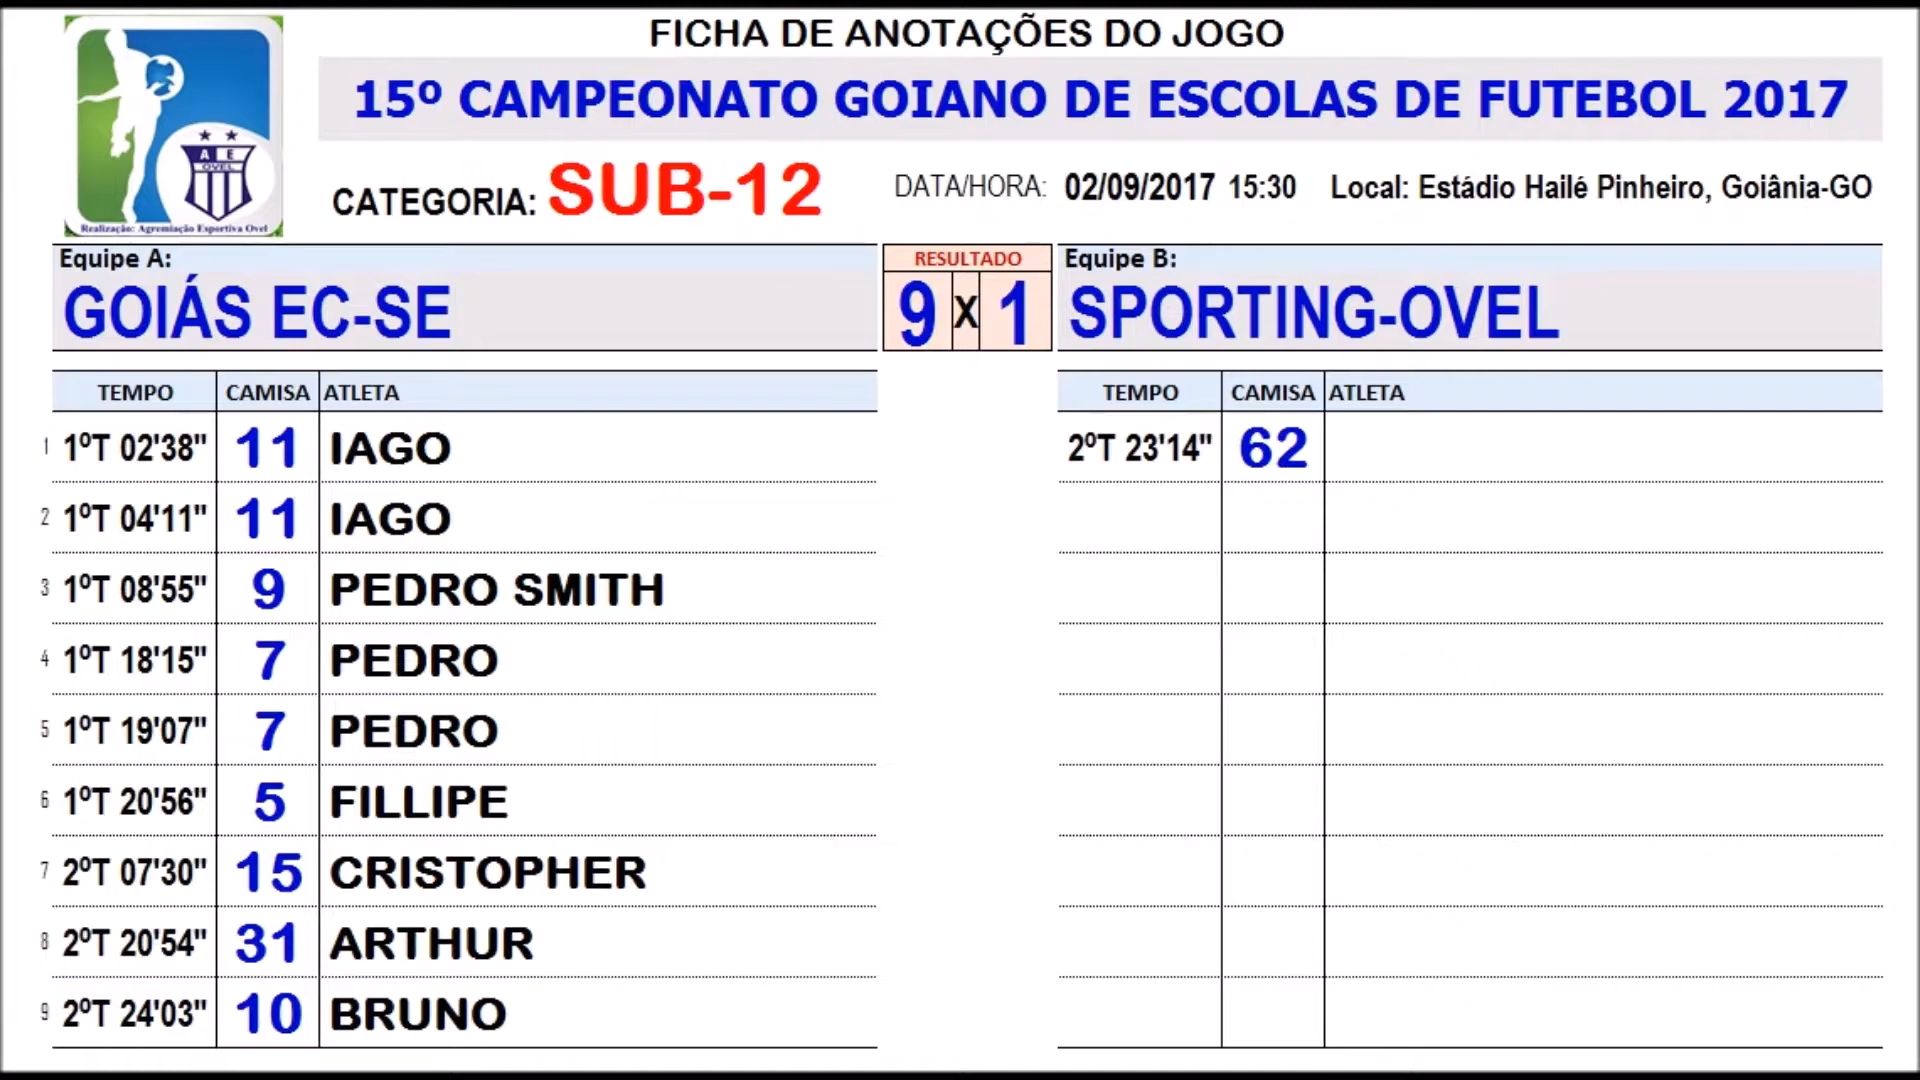 FICHA DE ANOTAÇÕES DO JOGO
15º CAMPEONATO GOIANO DE ESCOLAS DE FUTEBOL 2017
CATEGORIA: SUB-12 DATA/HORA: 02/09/2017 15:30 Local: Estádio Hailé Pinheiro, Goiânia-GO
A E
OVEL
Realização: Agremiação Esportiva Ovel
Equipe A: RESULTADO Equipe B:
GOIÁS EC-SE 9 X 1 SPORTING-OVEL
TEMPO CAMISA ATLETA TEMPO CAMISA ATLETA
1 1ºT 02'38" 11 IAGO 2ºT 23'14" 62
2 1ºT 04'11" 11 IAGO
3 1ºT 08'55" 9 PEDRO SMITH
4 1ºT 18'15" 7 PEDRO
5 1ºT 19'07" 7 PEDRO
6 1ºT 20'56" 5 FILLIPE
7 2ºT 07'30" 15 CRISTOPHER
8 2ºT 20'54" 31 ARTHUR
9 2ºT 24'03" 10 BRUNO